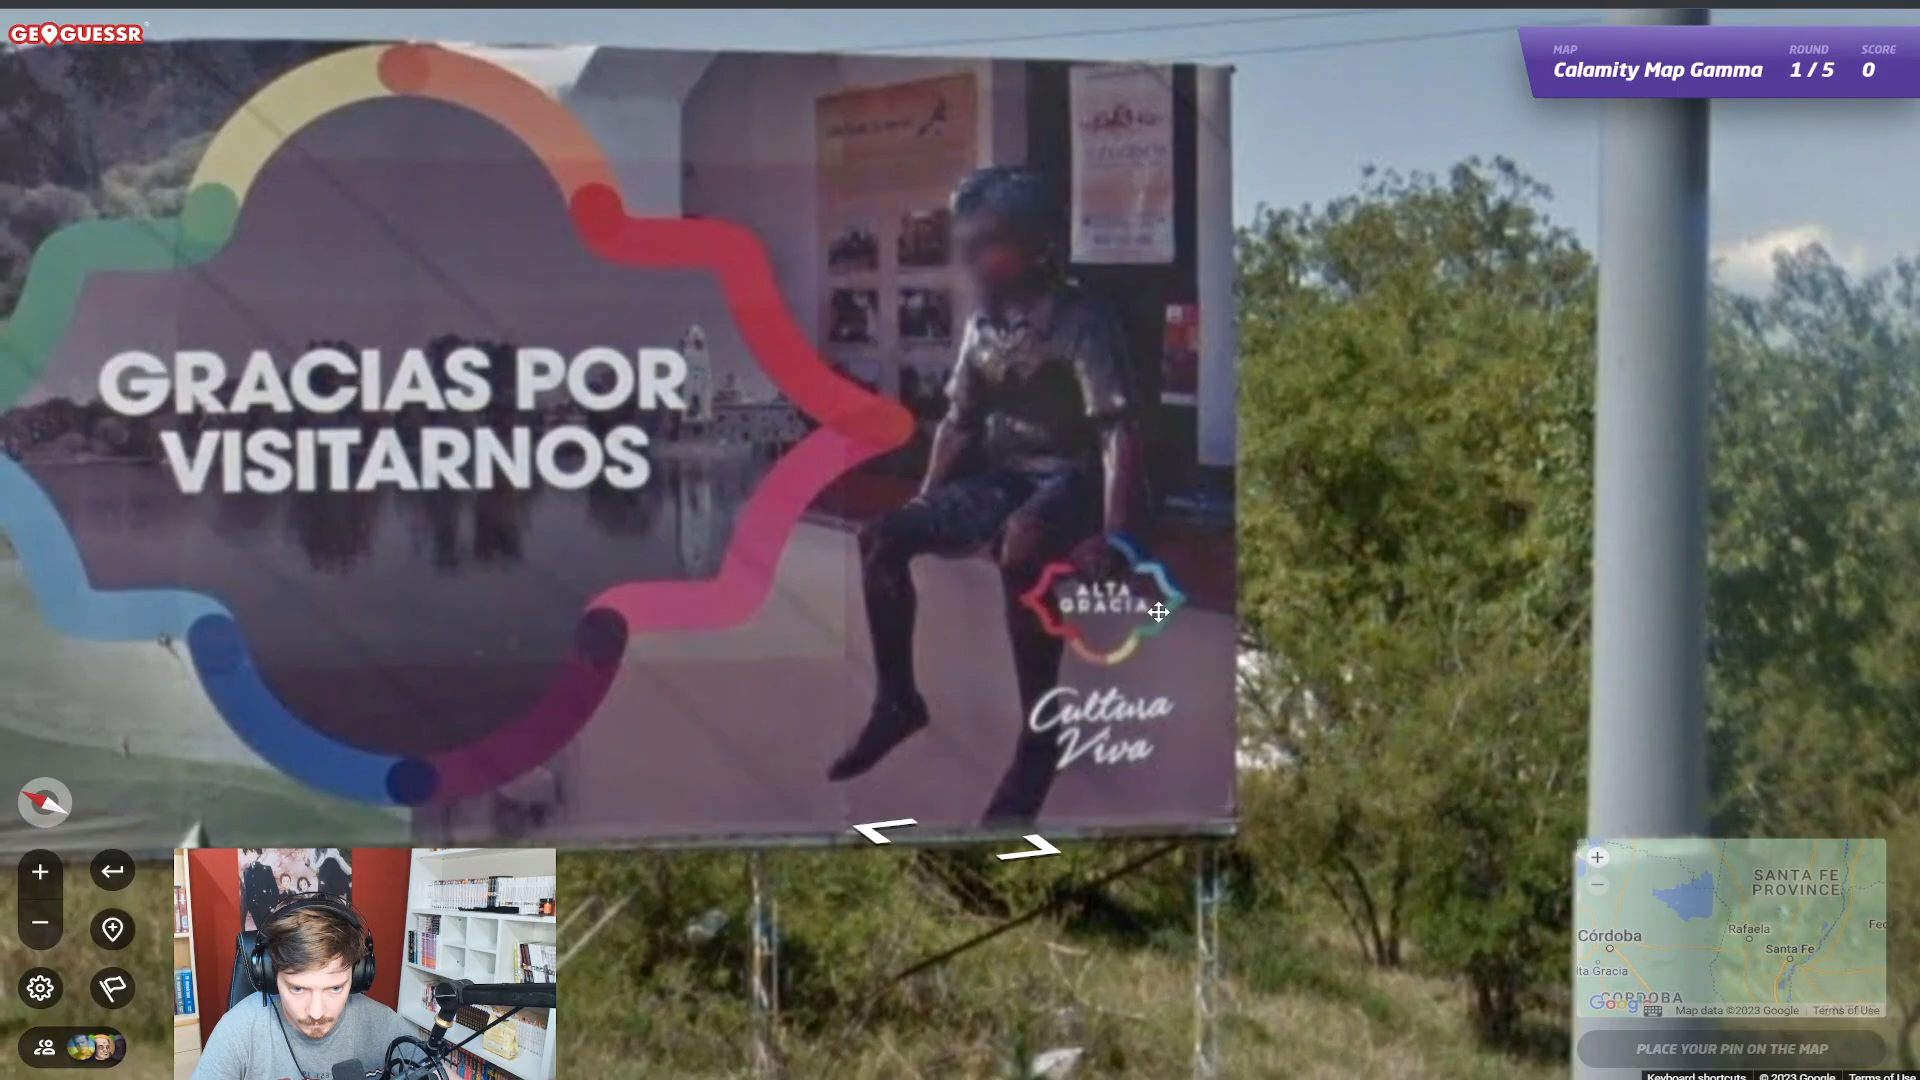 GEOGUESSR
MAP
Calamity Map Gamma
ROUND
1 / 5
SCORE
0
GRACIAS POR
VISITARNOS
ALTA
GRACIA
Cultura
Viva
SANTA FE
PROVINCE
Córdoba
Rafaela
Santa Fe
lta Gracia
CORDOBA
Google
Map data ©2023 Google
Terms of Use
PLACE YOUR PIN ON THE MAP
Keyboard shortcuts
© 2023 Google
Terms of Use